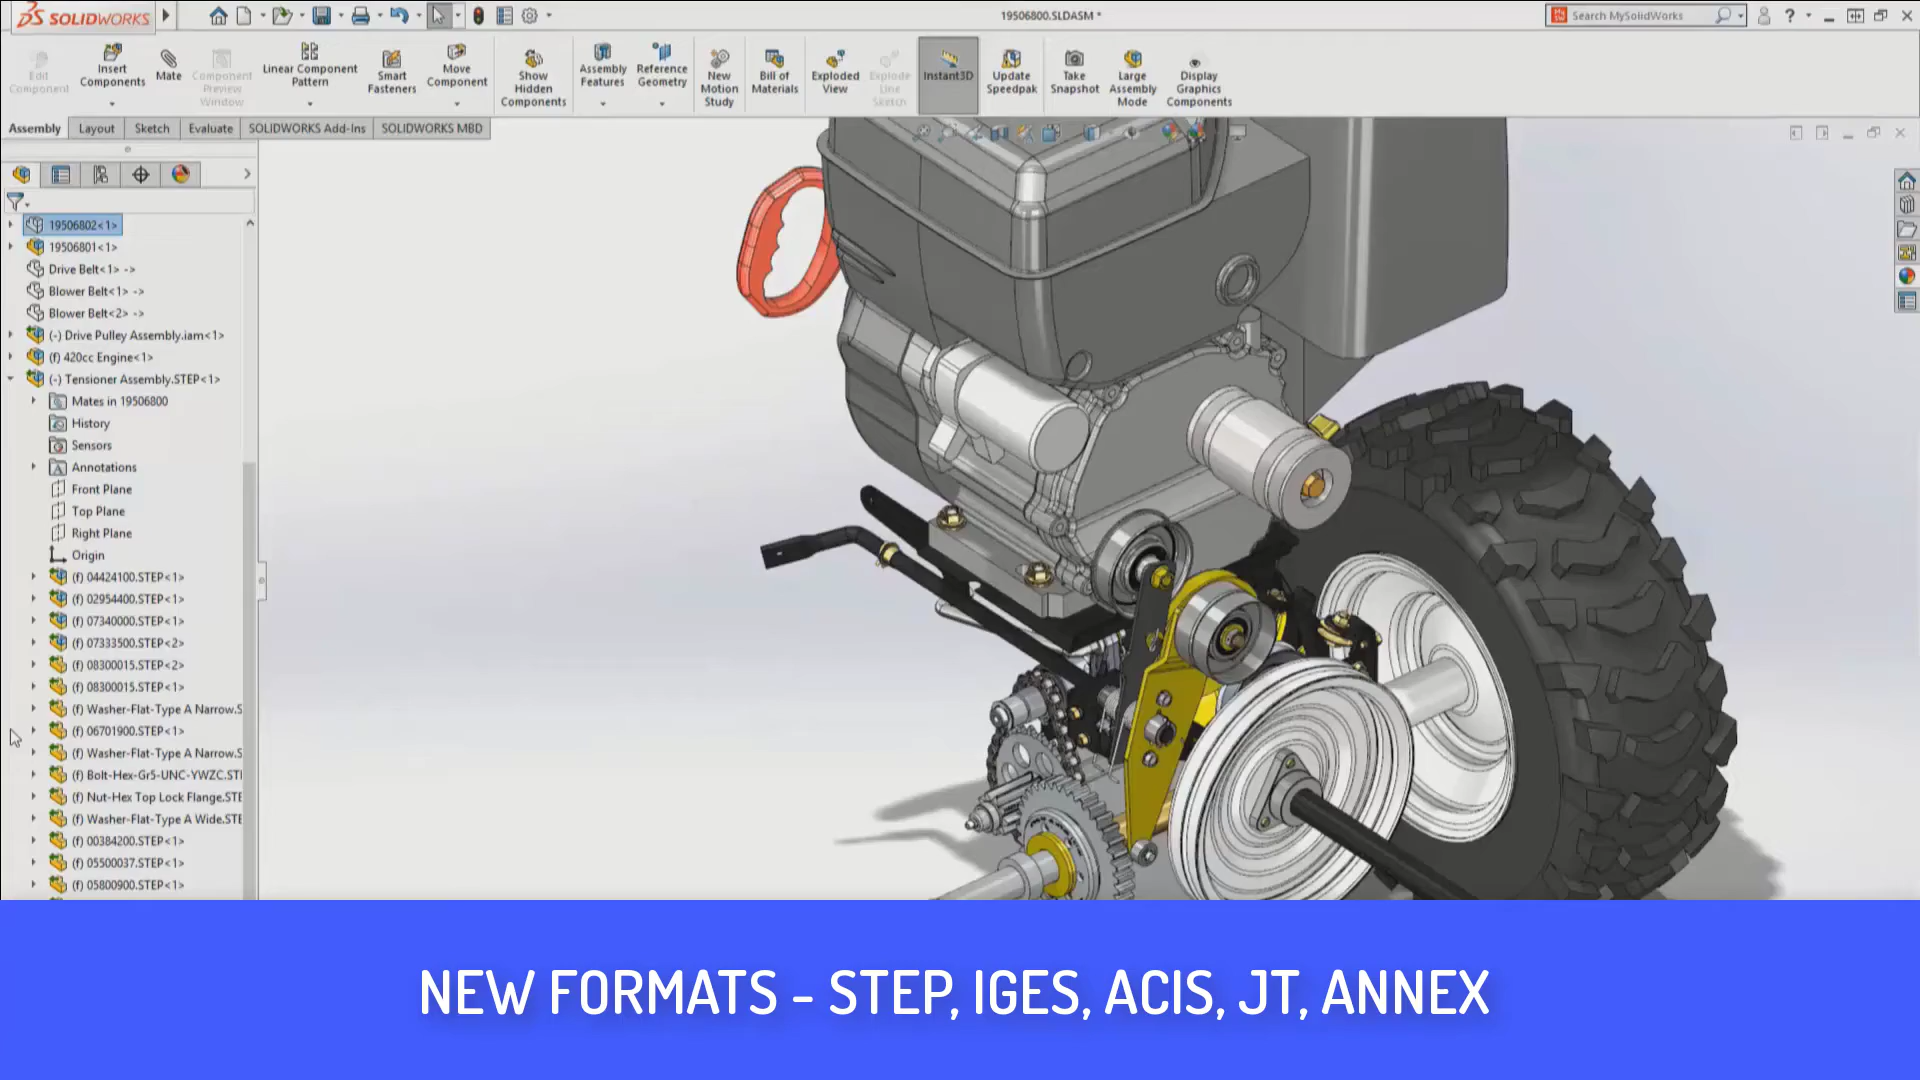 SOLIDWORKS
19506800.SLDASM *
Search MySolidWorks
?
Edit Component
Insert Components
Mate
Component Preview Window
Linear Component Pattern
Smart Fasteners
Move Component
Show Hidden Components
Assembly Features
Reference Geometry
New Motion Study
Bill of Materials
Exploded View
Explode Line Sketch
Instant3D
Update Speedpak
Take Snapshot
Large Assembly Mode
Display Graphics Components
Assembly
Layout
Sketch
Evaluate
SOLIDWORKS Add-Ins
SOLIDWORKS MBD
19506802<1>
19506801<1>
Drive Belt<1> ->
Blower Belt<1> ->
Blower Belt<2> ->
(-) Drive Pulley Assembly.iam<1>
(f) 420cc Engine<1>
(-) Tensioner Assembly.STEP<1>
Mates in 19506800
History
Sensors
Annotations
Front Plane
Top Plane
Right Plane
Origin
(f) 04424100.STEP<1>
(f) 02954400.STEP<1>
(f) 07340000.STEP<1>
(f) 07333500.STEP<2>
(f) 08300015.STEP<2>
(f) 08300015.STEP<1>
(f) Washer-Flat-Type A Narrow.S
(f) 06701900.STEP<1>
(f) Washer-Flat-Type A Narrow.S
(f) Bolt-Hex-Gr5-UNC-YWZC.STI
(f) Nut-Hex Top Lock Flange.STE
(f) Washer-Flat-Type A Wide.STE
(f) 00384200.STEP<1>
(f) 05500037.STEP<1>
(f) 05800900.STEP<1>
NEW FORMATS - STEP, IGES, ACIS, JT, ANNEX